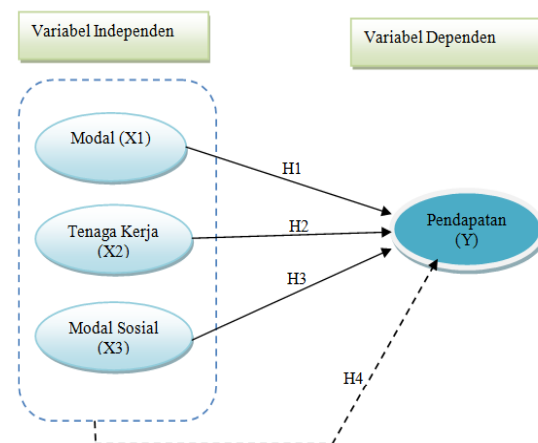 Variabel Independen
Variabel Dependen
Modal (X1)
H1
Tenaga Kerja
(X2)
H2
Pendapatan
(Y)
H3
Modal Sosial
(X3)
H4